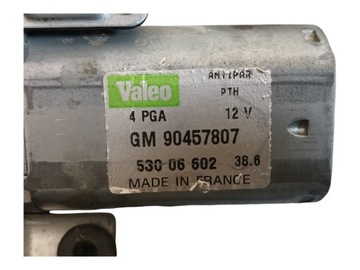 Valeo
ANTIPAR
PTH
4 PGA 12 V
GM 90457807
530 06 602 38.6
MADE IN FRANCE